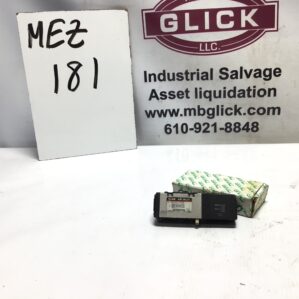 MEZ
181
GLICK
LLC.
Industrial Salvage
Asset liquidation
www.mbglick.com
610-921-8848